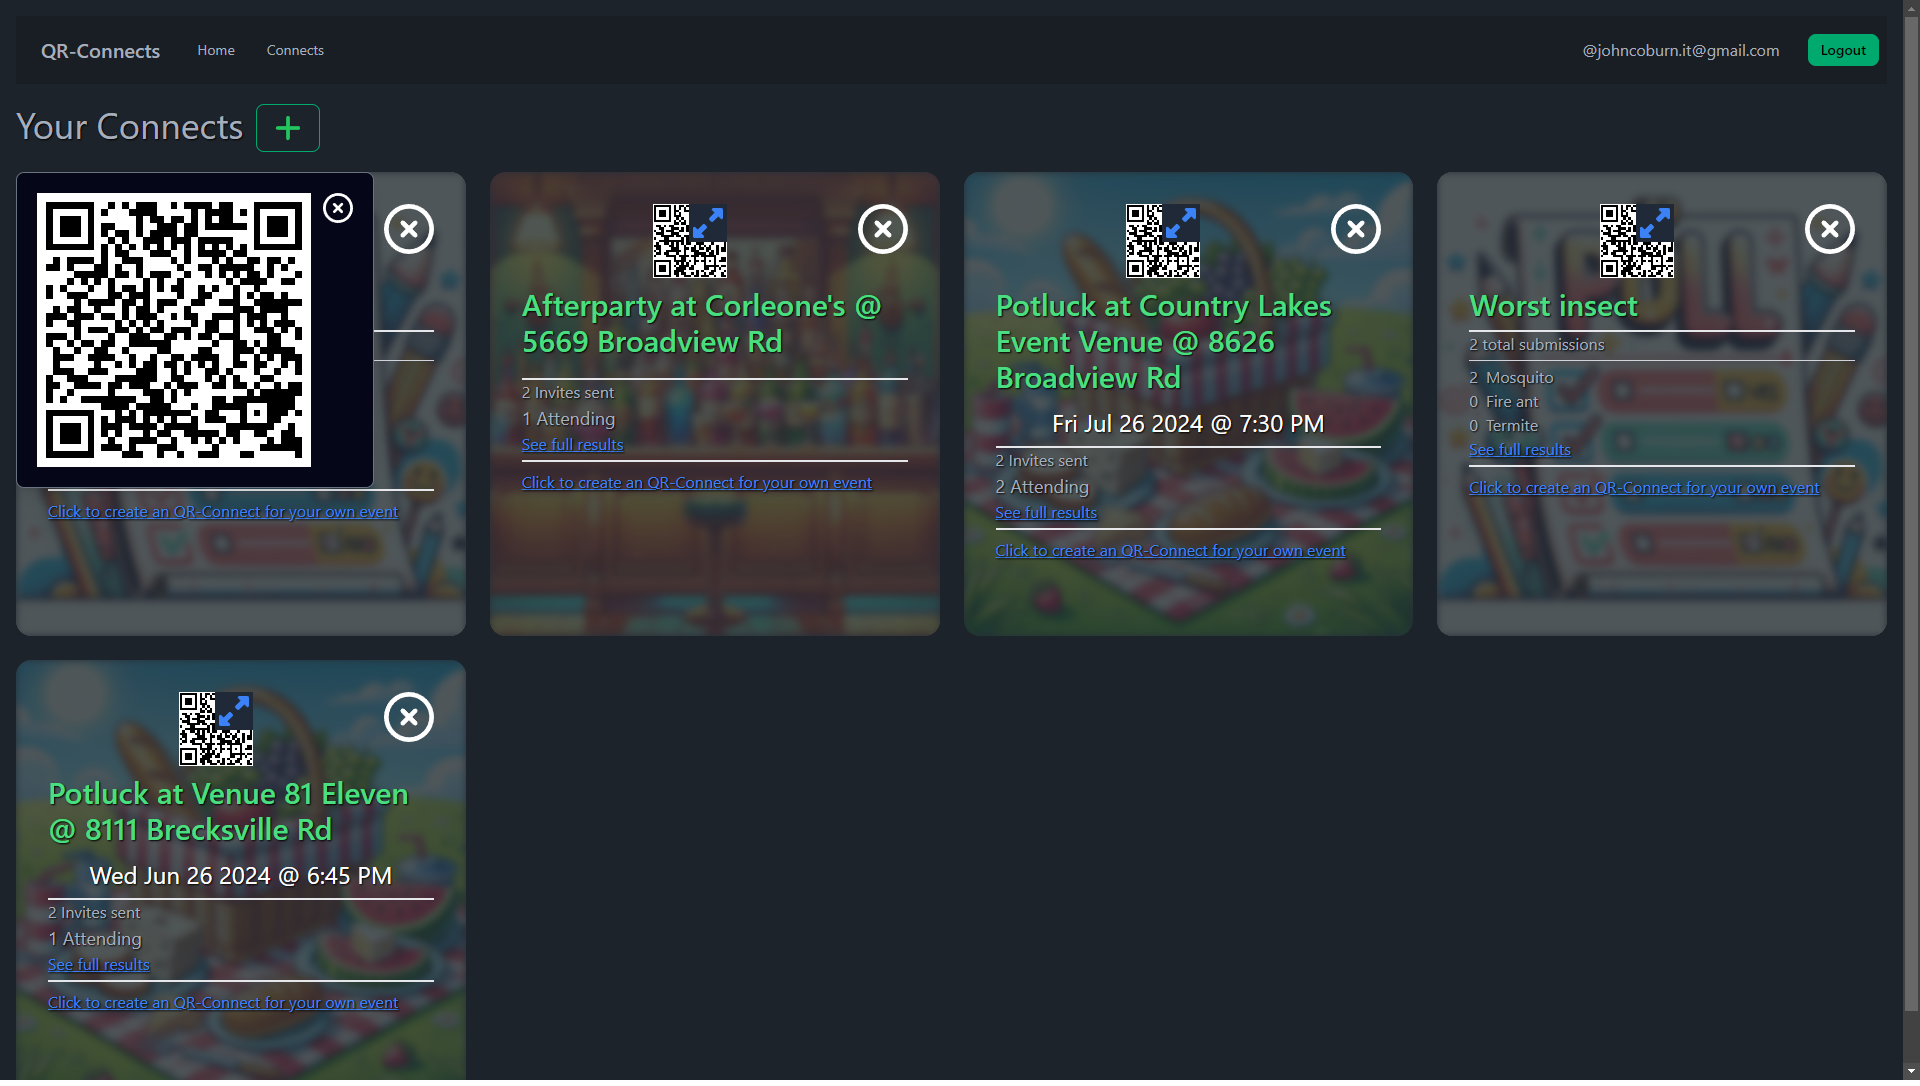 QR-Connects
Home
Connects
@johncoburn.it@gmail.com
Logout
Your Connects
Click to create an QR-Connect for your own event
Afterparty at Corleone's @
5669 Broadview Rd
2 Invites sent
1 Attending
See full results
Click to create an QR-Connect for your own event
Potluck at Country Lakes
Event Venue @ 8626
Broadview Rd
Fri Jul 26 2024 @ 7:30 PM
2 Invites sent
2 Attending
See full results
Click to create an QR-Connect for your own event
POLL
Worst insect
2 total submissions
2 Mosquito
0 Fire ant
0 Termite
See full results
Click to create an QR-Connect for your own event
Potluck at Venue 81 Eleven
@ 8111 Brecksville Rd
Wed Jun 26 2024 @ 6:45 PM
2 Invites sent
1 Attending
See full results
Click to create an QR-Connect for your own event